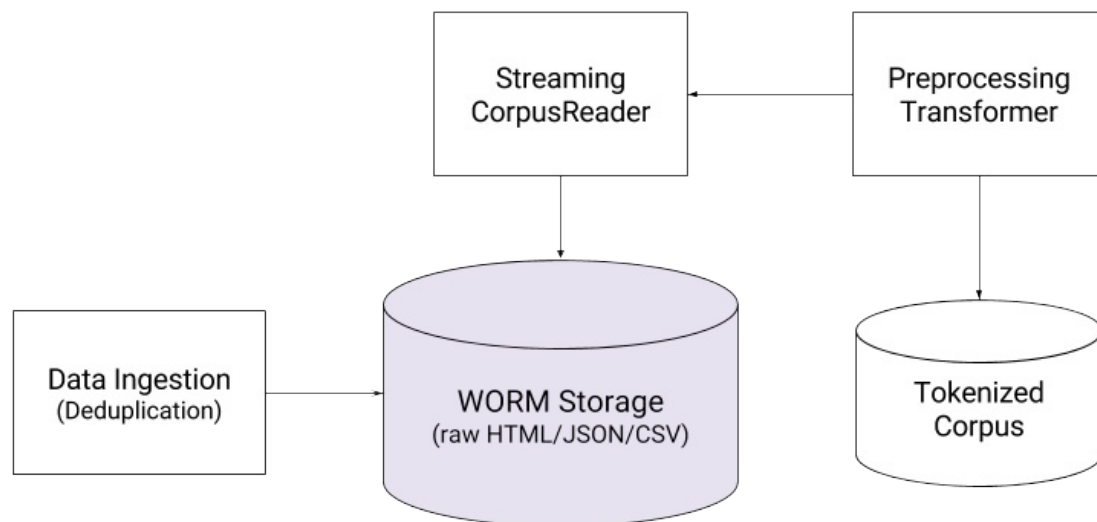 Streaming
CorpusReader
Preprocessing
Transformer
Data Ingestion
(Deduplication)
WORM Storage
(raw HTML/JSON/CSV)
Tokenized
Corpus